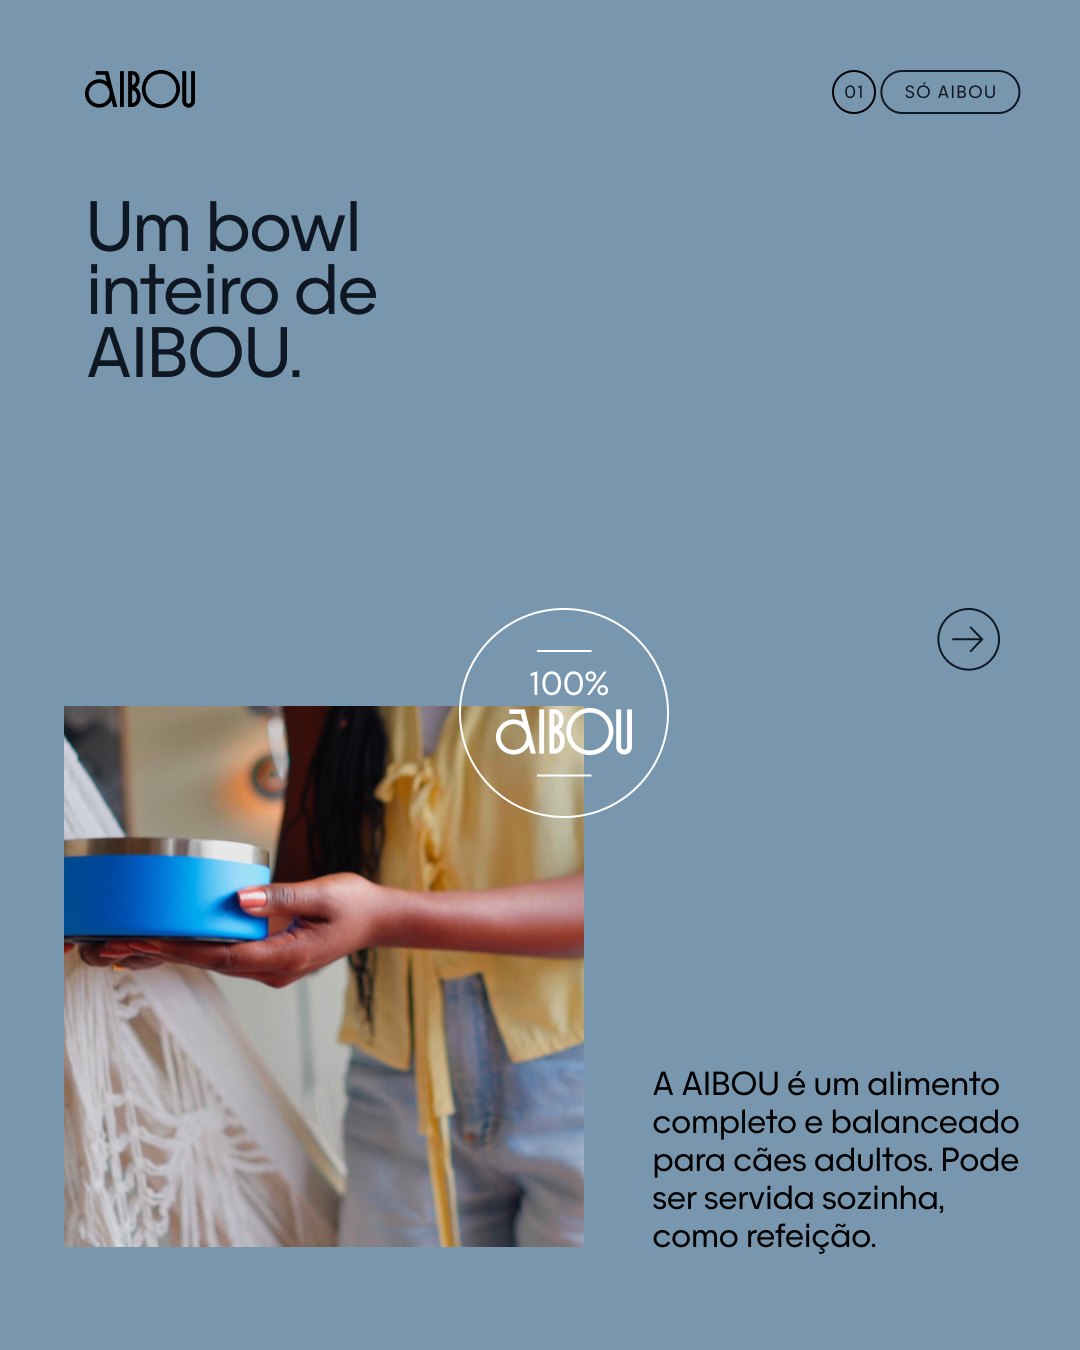 AIBOU
01 SÓ AIBOU
Um bowl
inteiro de
AIBOU.
100%
AIBOU
A AIBOU é um alimento
completo e balanceado
para cães adultos. Pode
ser servida sozinha,
como refeição.